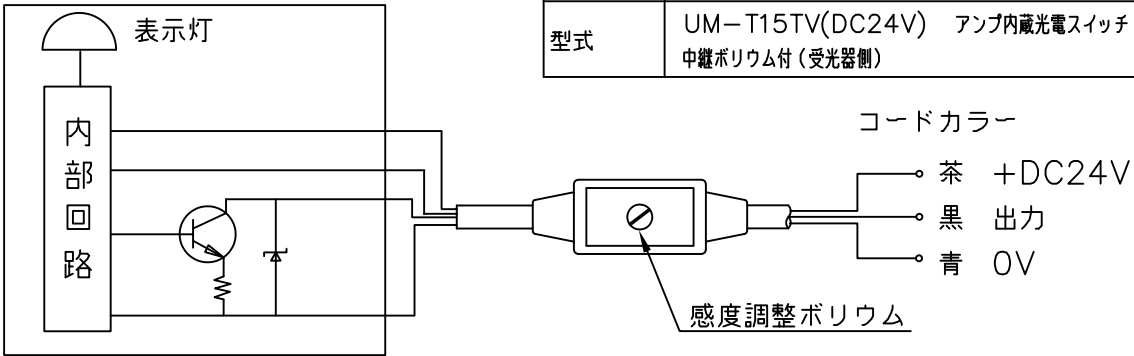 表示灯
型式
UM-T15TV(DC24V) アンプ内蔵光電スイッチ
中継ボリウム付(受光器側)
内部回路
コードカラー
茶 +DC24V
黒 出力
青 0V
感度調整ボリウム